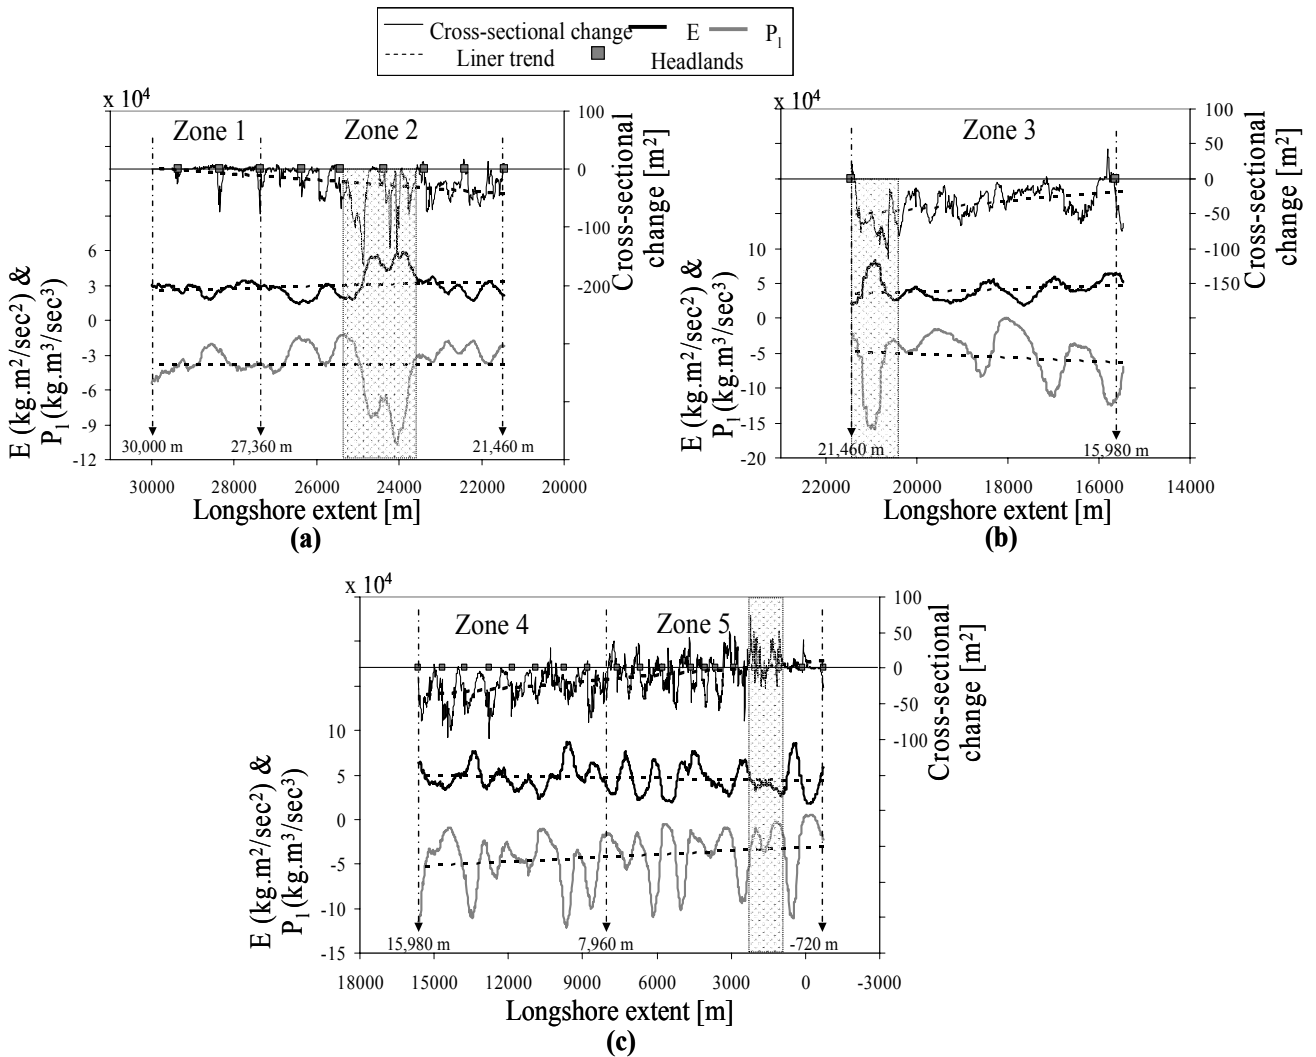 Cross-sectional change E P1
Liner trend Headlands
x 10^4
Zone 1 Zone 2
100
0
-100
-200
Cross-sectional
change [m²]
6
3
0
-3
-6
-9
-12
E (kg.m²/sec²) &
P1 (kg.m³/sec³)
30,000 m 27,360 m 21,460 m
30000 28000 26000 24000 22000 20000
Longshore extent [m]
(a)
x 10^4
Zone 3
100
50
0
-50
-100
-150
Cross-sectional
change [m²]
10
5
0
-5
-10
-15
-20
E (kg.m²/sec²) &
P1 (kg.m³/sec³)
21,460 m 15,980 m
22000 20000 18000 16000 14000
Longshore extent [m]
(b)
x 10^4
Zone 4 Zone 5
100
50
0
-50
-100
Cross-sectional
change [m²]
10
5
0
-5
-10
-15
E (kg.m²/sec²) &
P1 (kg.m³/sec³)
15,980 m 7,960 m -720 m
18000 15000 12000 9000 6000 3000 0 -3000
Longshore extent [m]
(c)